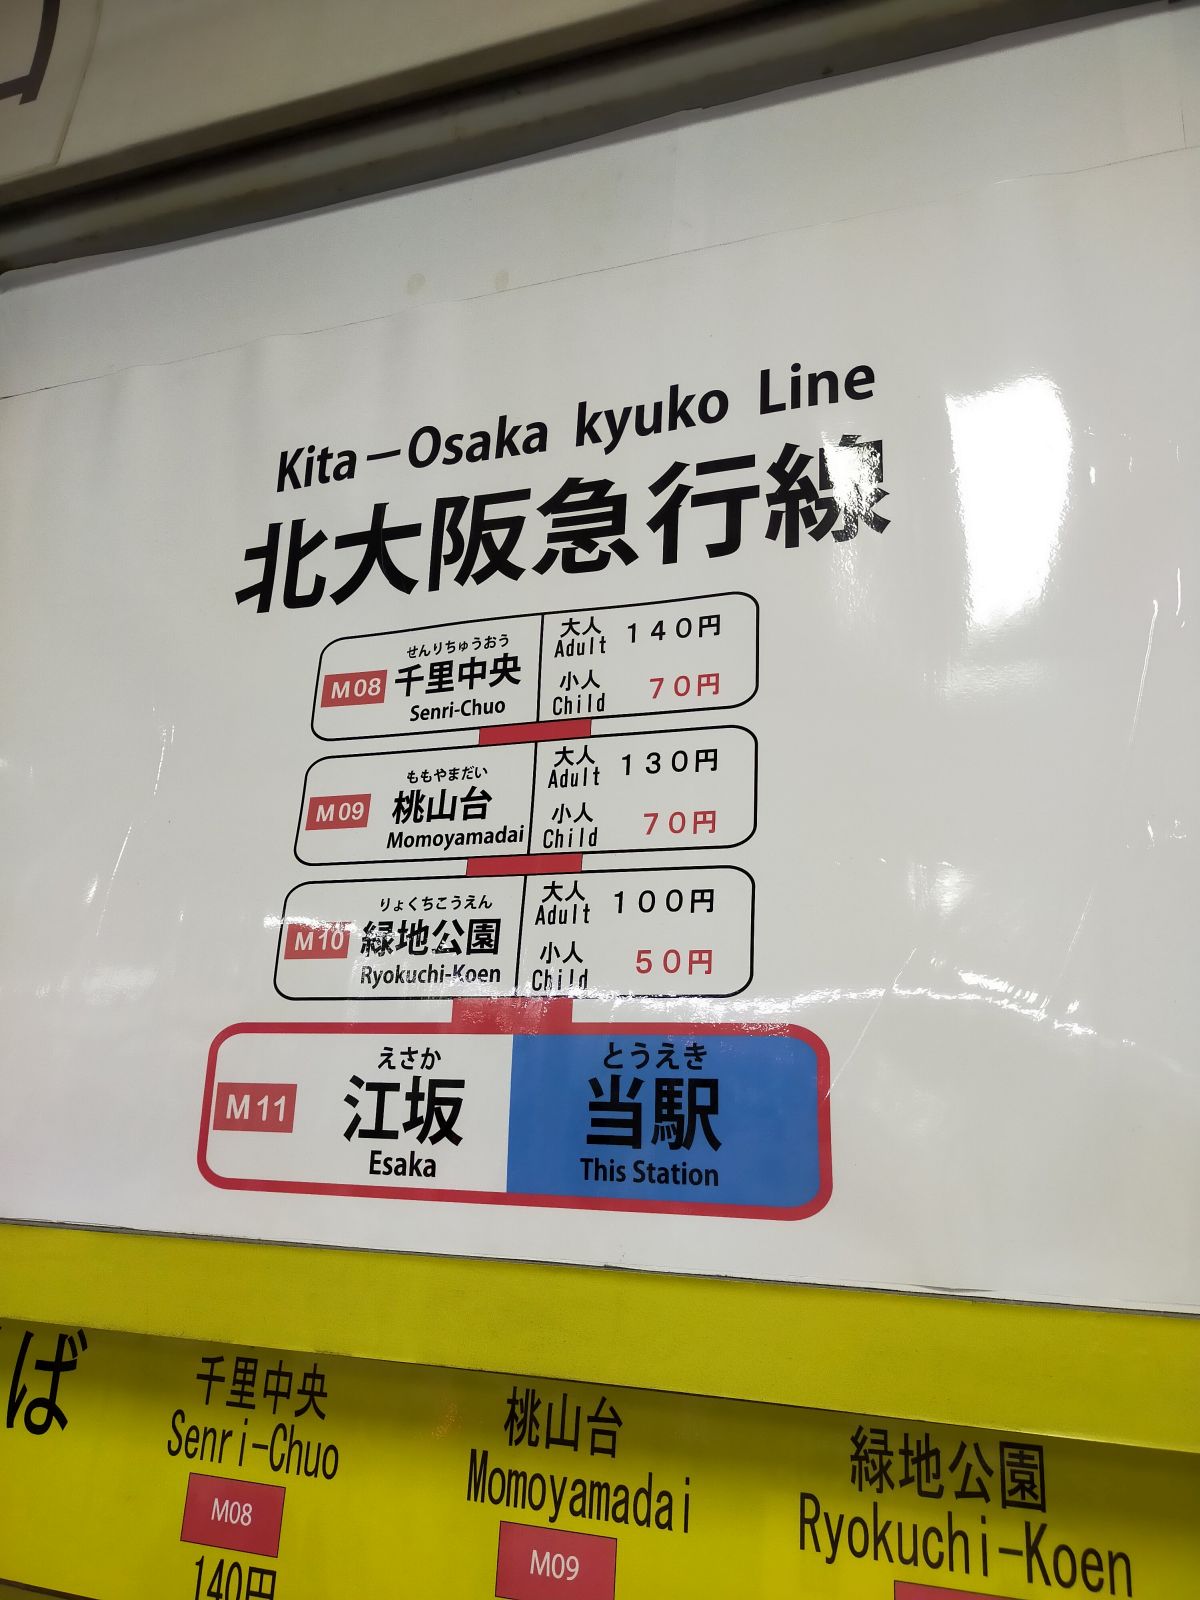 Kita－Osaka kyuko Line
北大阪急行線
せんりちゅうおう
M08 千里中央
Senri-Chuo
大人 140円
Adult
小人 70円
Child
ももやまだい
M09 桃山台
Momoyamadai
大人 130円
Adult
小人 70円
Child
りょくちこうえん
M10 緑地公園
Ryokuchi-Koen
大人 100円
Adult
小人 50円
Child
えさか
M11 江坂
Esaka
とうえき
当駅
This Station
ば
千里中央
Senri-Chuo
M08
140円
桃山台
Momoyamadai
M09
緑地公園
Ryokuchi-Koen